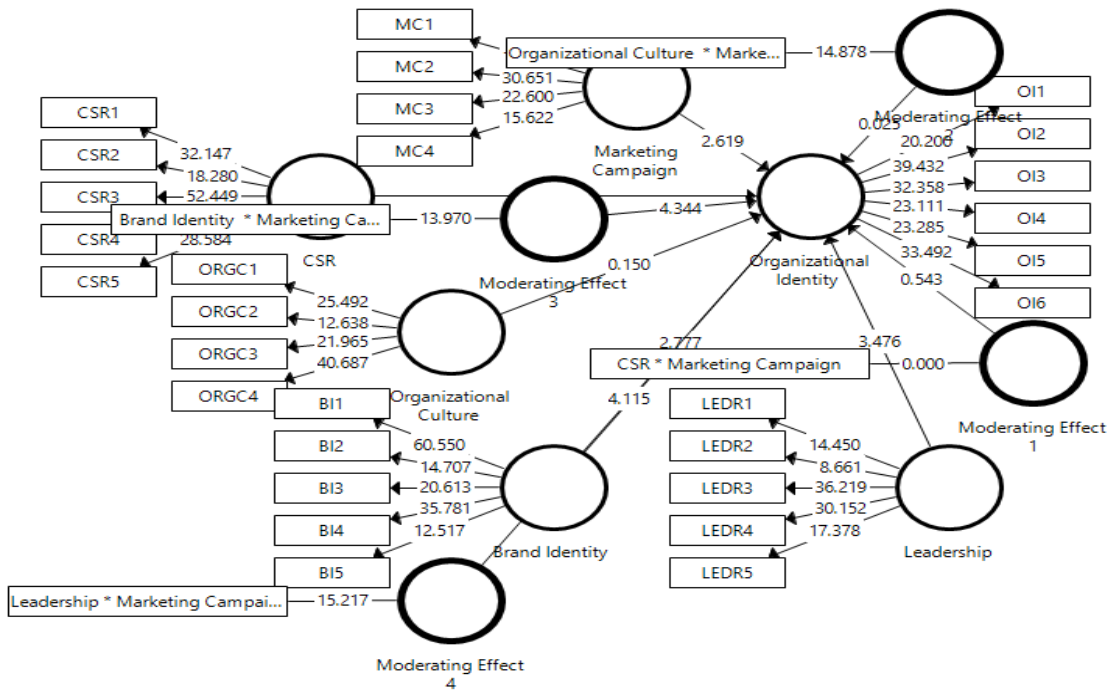 MC1
Organizational Culture * Marke...
14.878
MC2
30.651
OI1
MC3
22.600
Moderating Effect
2
CSR1
0.025
20.200
OI2
MC4
15.622
2.619
39.432
32.147
Marketing
Campaign
CSR2
18.280
32.358
OI3
CSR3
52.449
23.111
OI4
Brand Identity * Marketing Ca...
13.970
4.344
23.285
CSR4
28.584
CSR
Organizational
Identity
33.492
OI5
ORGC1
0.150
CSR5
Moderating Effect
3
0.543
OI6
25.492
ORGC2
12.638
ORGC3
21.965
2.777
3.476
40.687
CSR * Marketing Campaign
0.000
ORGC4
Organizational
Culture
BI1
4.115
LEDR1
Moderating Effect
1
60.550
14.450
BI2
14.707
LEDR2
8.661
BI3
20.613
LEDR3
36.219
35.781
30.152
BI4
12.517
LEDR4
17.378
Brand Identity
Leadership
BI5
LEDR5
Leadership * Marketing Campai...
15.217
Moderating Effect
4